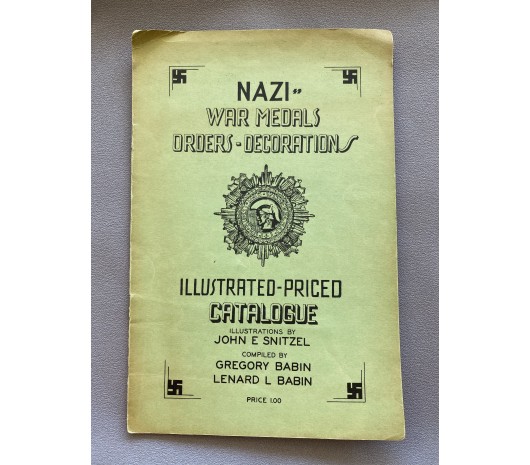 NAZI"
WAR MEDALS
ORDERS-DECORATIONS
ILLUSTRATED-PRICED
CATALOGUE
ILLUSTRATIONS BY
JOHN E SNITZEL
COMPILED BY
GREGORY BABIN
LENARD L BABIN
PRICE 1.00